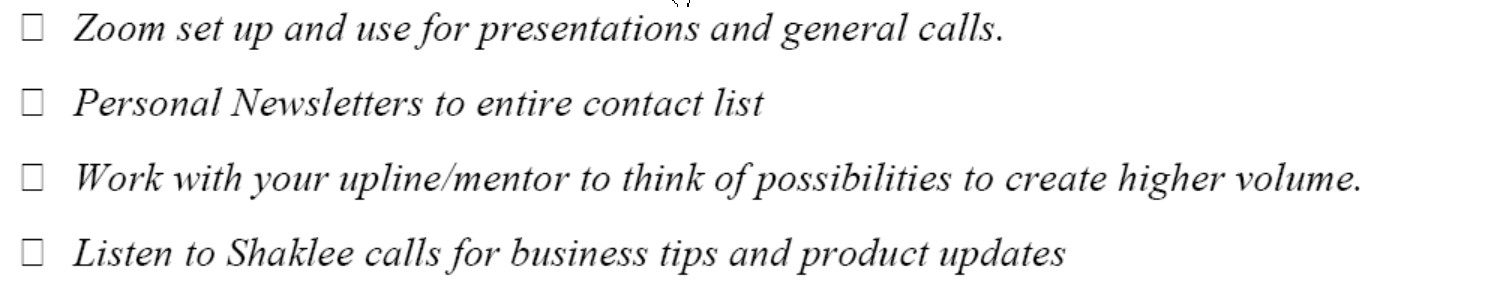 ☐ Zoom set up and use for presentations and general calls.
☐ Personal Newsletters to entire contact list
☐ Work with your upline/mentor to think of possibilities to create higher volume.
☐ Listen to Shaklee calls for business tips and product updates